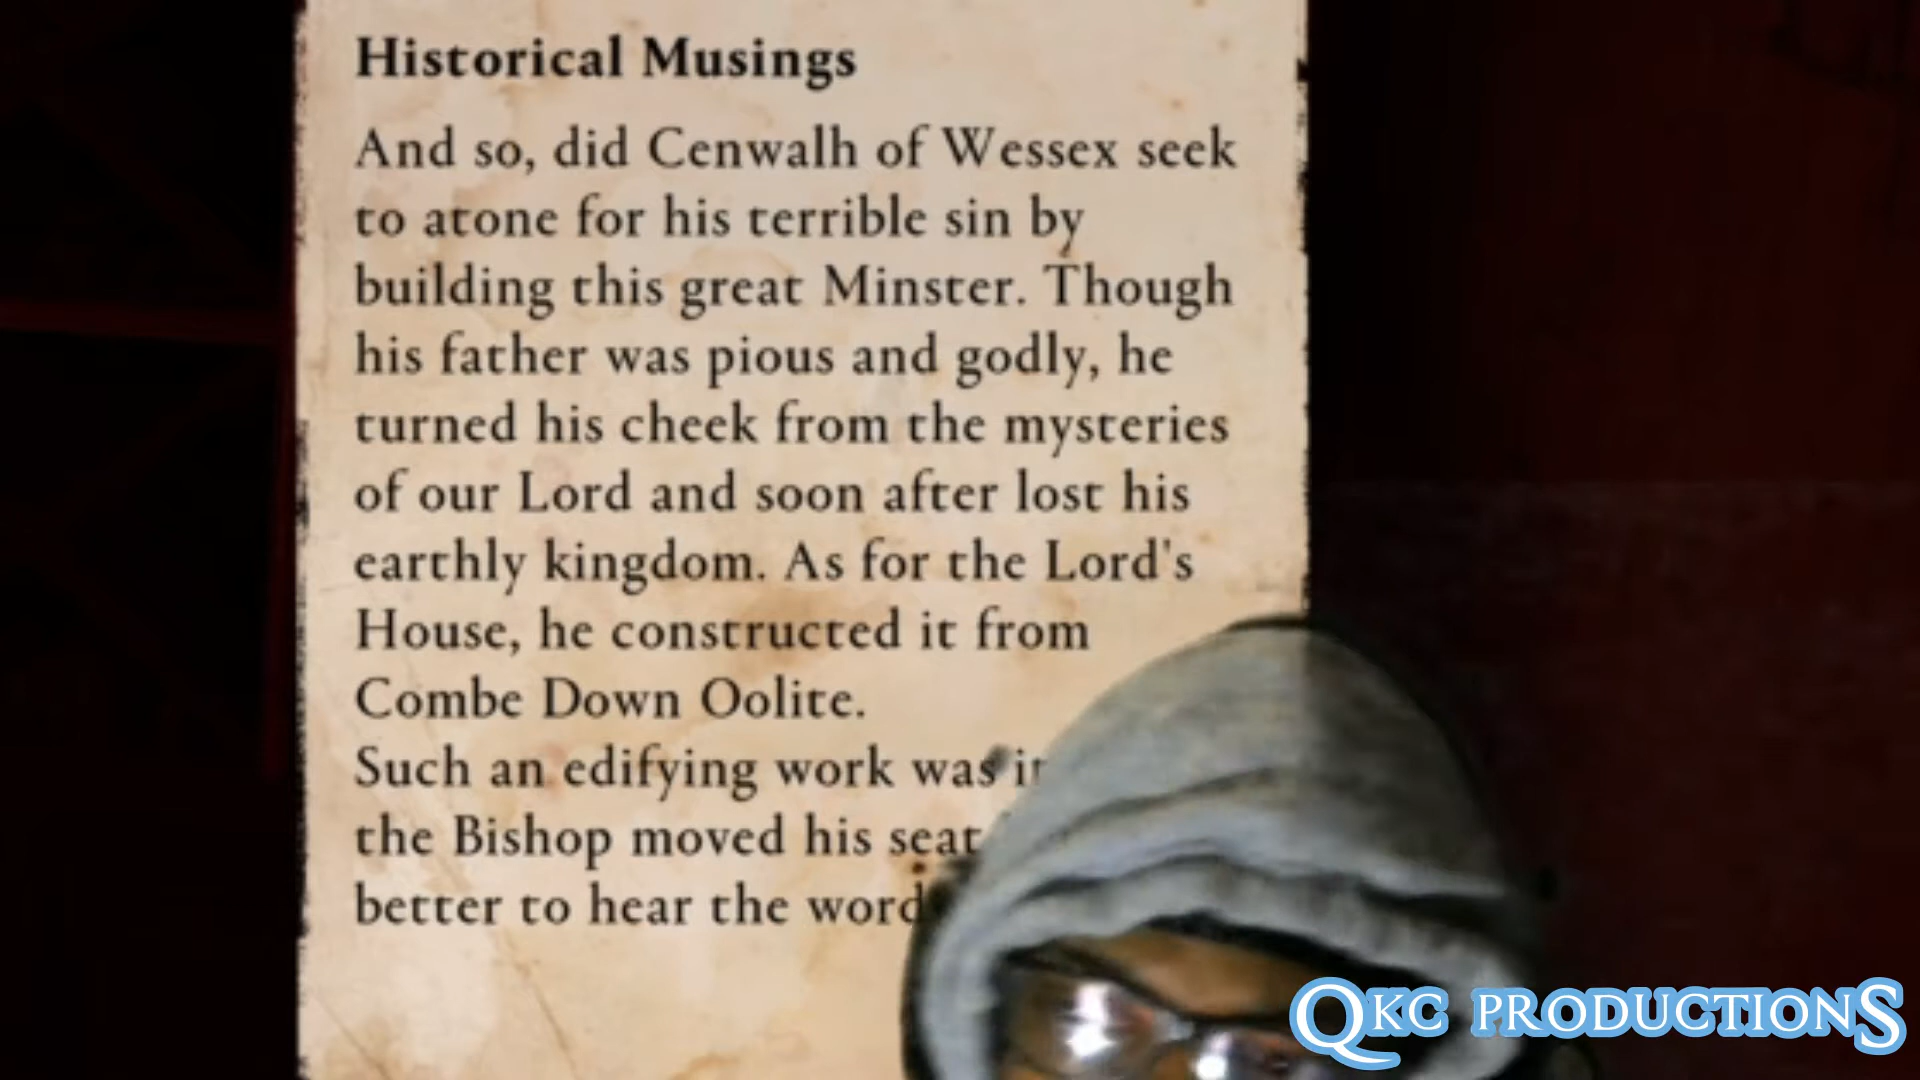 Historical Musings
And so, did Cenwalh of Wessex seek
to atone for his terrible sin by
building this great Minster. Though
his father was pious and godly, he
turned his cheek from the mysteries
of our Lord and soon after lost his
earthly kingdom. As for the Lord's
House, he constructed it from
Combe Down Oolite.
Such an edifying work was
the Bishop moved his seat
better to hear the
QKC PRODUCTIONS